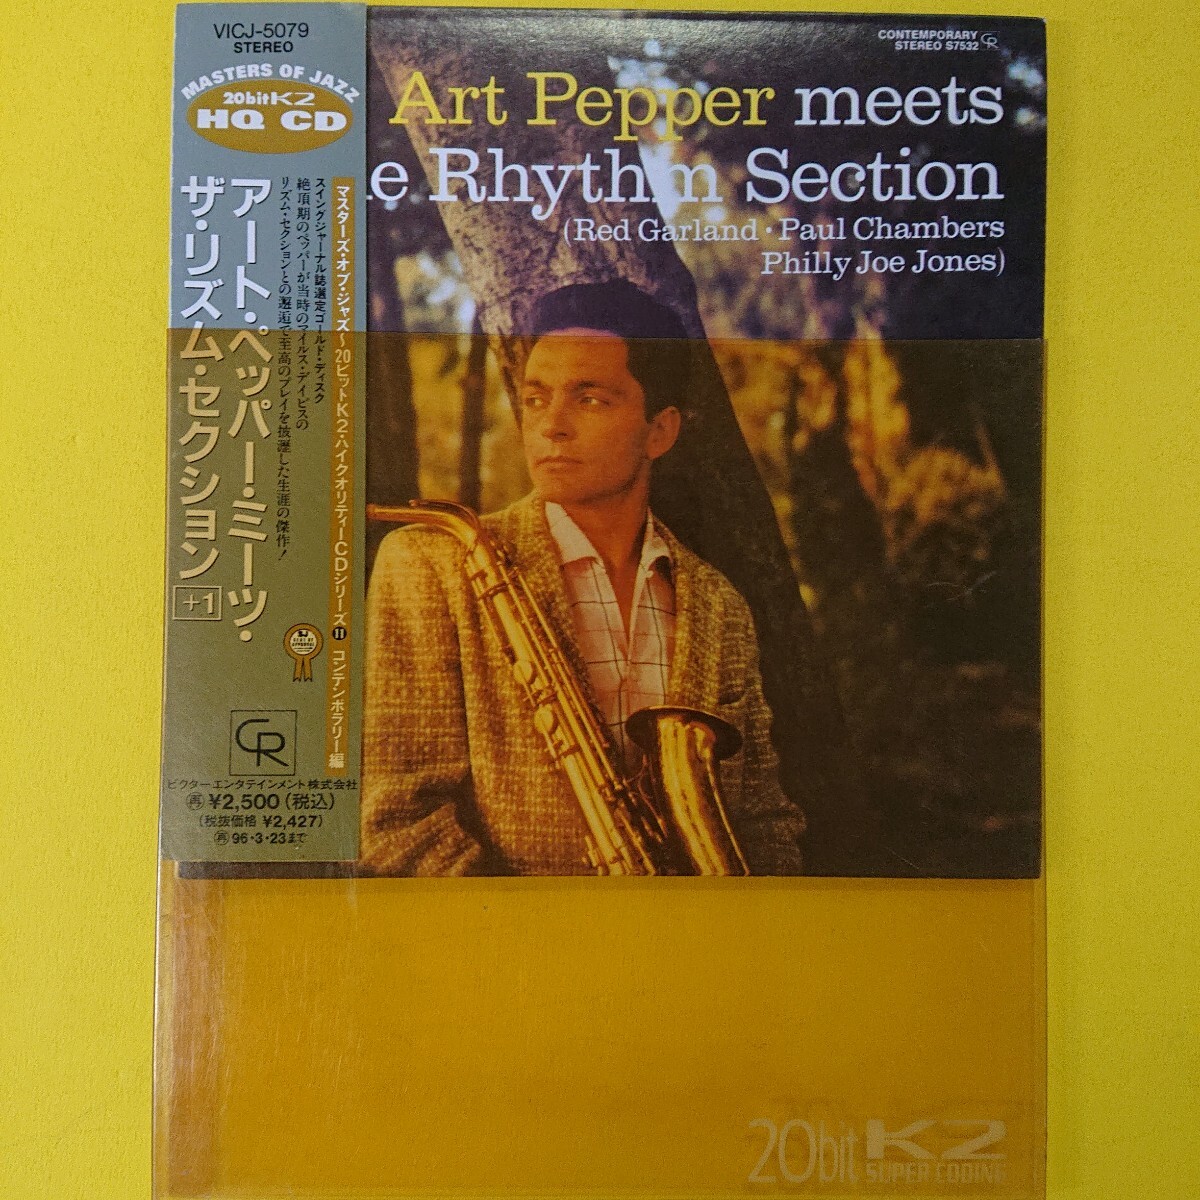 VICJ-5079
STEREO
MASTERS OF JAZZ
20bit K2
HQ CD
アート・ペッパー・ミーツ・
ザ・リズム・セクション +1
マスターズ・オブ・ジャズ〜20ビットK2・ハイクオリティーCDシリーズ 11 コンテンポラリー編
スイングジャーナル誌選定ゴールド・ディスク
絶頂期のペッパーが当時のマイルス・デイビスの
リズム・セクションとの邂逅で至高のプレイを披瀝した生涯の傑作!
SJ
CR
ビクターエンタテインメント株式会社
再 ¥2,500(税込)
(税抜価格 ¥2,427)
再 96・3・23まで
CONTEMPORARY CR
STEREO S7532
Art Pepper meets
e Rhythm Section
(Red Garland・Paul Chambers
Philly Joe Jones)
20bit K2
SUPER CODING